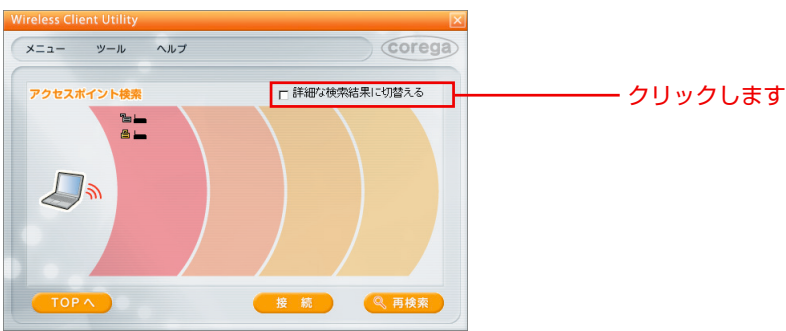 Wireless Client Utility
メニュー ツール ヘルプ corega
アクセスポイント検索 詳細な検索結果に切替える クリックします
TOPへ 接 続 再検索